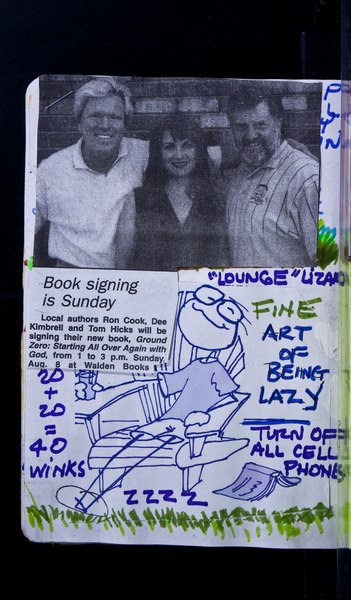 Book signing
is Sunday
Local authors Ron Cook, Dee
Kimbrell and Tom Hicks will be
signing their new book, Ground
Zero: Starting All Over Again with
God, from 1 to 3 p.m. Sunday,
Aug. 8 at Walden Books
"LOUNGE" LIZARD
FINE
ART
OF
BEING
LAZY
TURN OFF
ALL CELL
PHONES
20
+
20
=
40
WINKS
ZZZZ